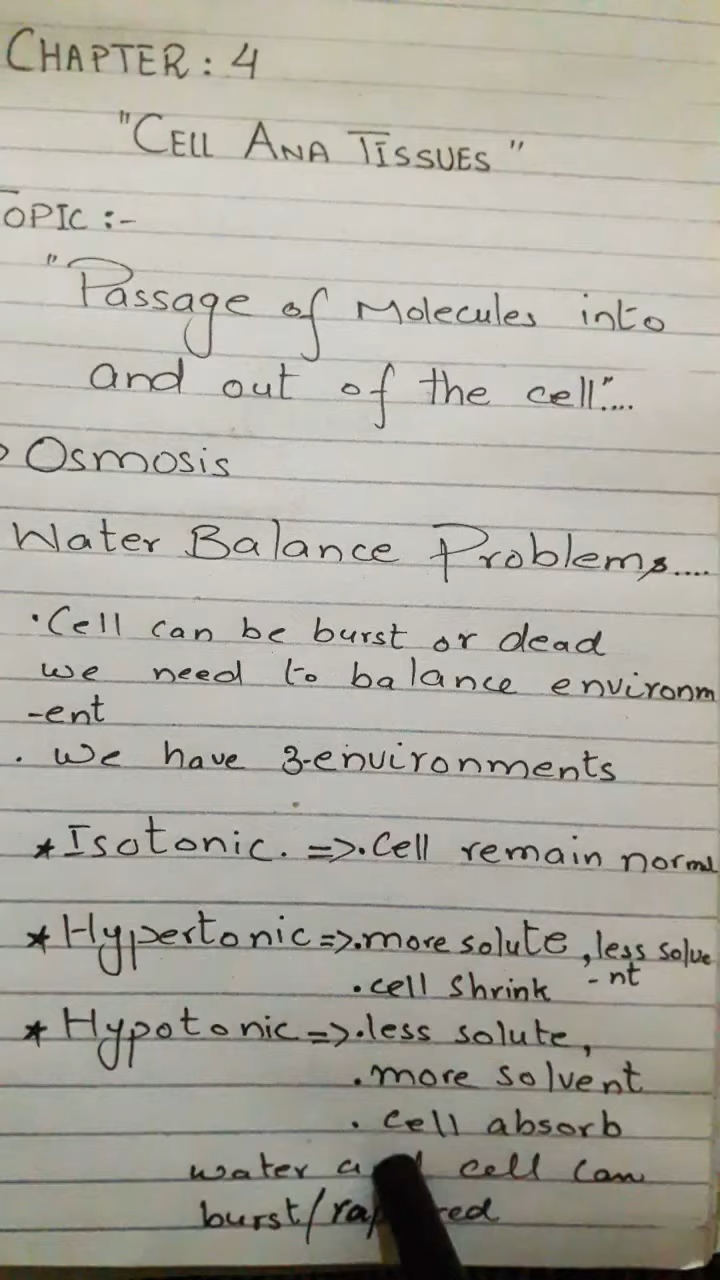 CHAPTER : 4
"CELL ANA TISSUES"
TOPIC :-
"Passage of Molecules into
and out of the cell"....
Osmosis
Water Balance Problems....
. Cell can be burst or dead
we need to balance environm
-ent
. We have 3-environments
* Isotonic. =>. Cell remain normal
* Hypertonic =>. more solute, less solve
-nt
. cell shrink
* Hypotonic =>. less solute,
. more solvent
. cell absorb
water cell can
burst/